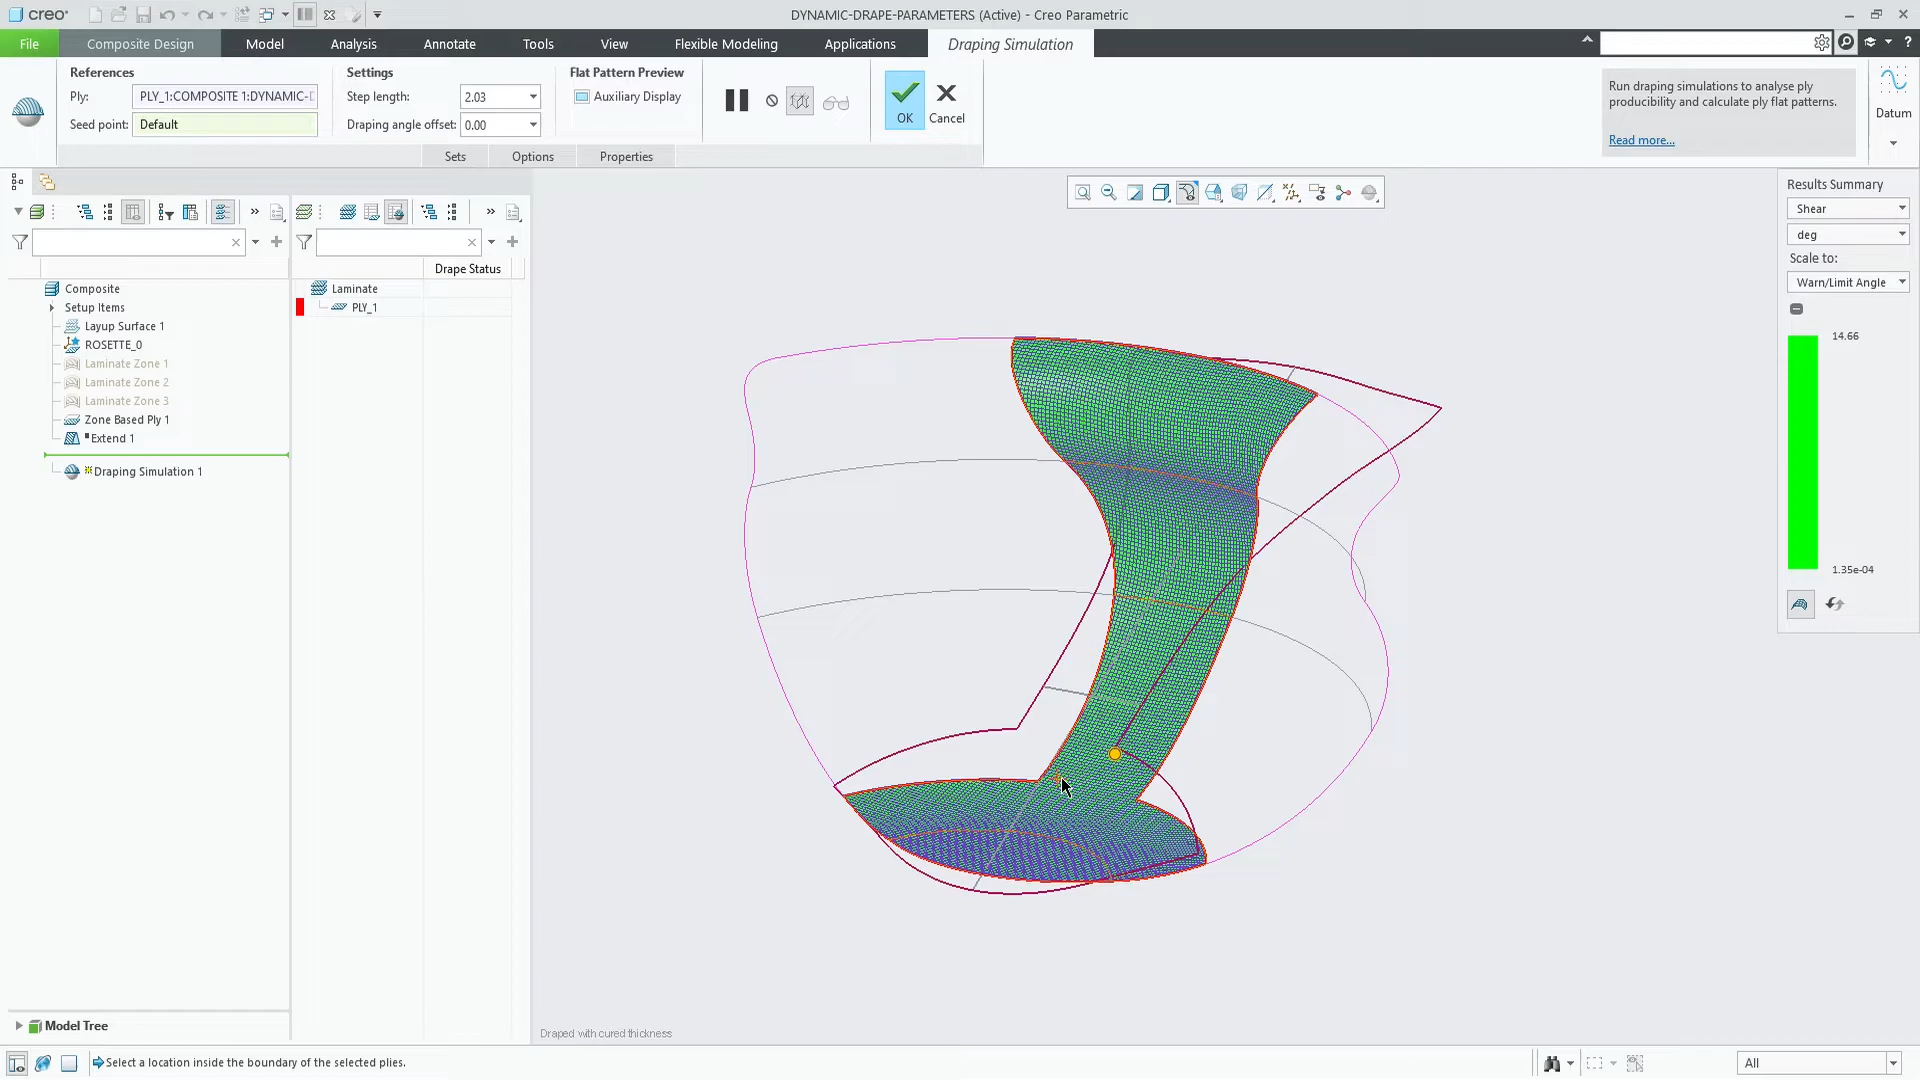 creo
DYNAMIC-DRAPE-PARAMETERS (Active) - Creo Parametric
File
Composite Design
Model
Analysis
Annotate
Tools
View
Flexible Modeling
Applications
Draping Simulation
References
Ply:
PLY_1:COMPOSITE 1:DYNAMIC-
Seed point:
Default
Settings
Step length:
2.03
Draping angle offset:
0.00
Flat Pattern Preview
Auxiliary Display
OK
Cancel
Sets
Options
Properties
Run draping simulations to analyse ply
producibility and calculate ply flat patterns.
Read more...
Datum
Composite
Setup Items
Layup Surface 1
ROSETTE_0
Laminate Zone 1
Laminate Zone 2
Laminate Zone 3
Zone Based Ply 1
Extend 1
Draping Simulation 1
Model Tree
Drape Status
Laminate
PLY_1
Results Summary
Shear
deg
Scale to:
Warn/Limit Angle
14.66
1.35e-04
Draped with cured thickness
Select a location inside the boundary of the selected plies.
All